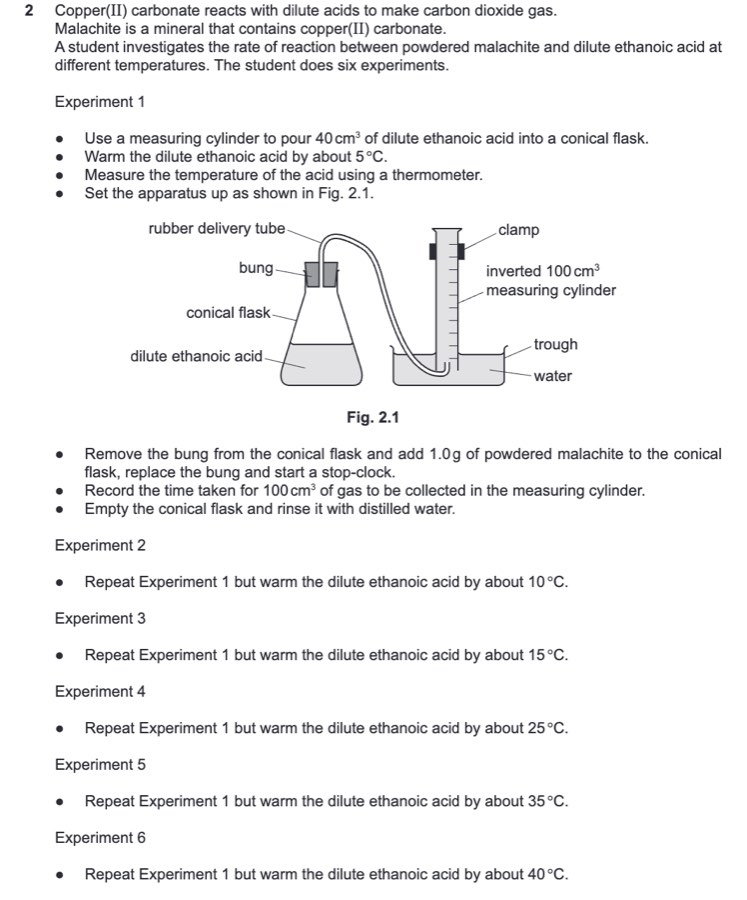 2 Copper(II) carbonate reacts with dilute acids to make carbon dioxide gas.
Malachite is a mineral that contains copper(II) carbonate.
A student investigates the rate of reaction between powdered malachite and dilute ethanoic acid at
different temperatures. The student does six experiments.
Experiment 1
• Use a measuring cylinder to pour 40 cm³ of dilute ethanoic acid into a conical flask.
• Warm the dilute ethanoic acid by about 5 °C.
• Measure the temperature of the acid using a thermometer.
• Set the apparatus up as shown in Fig. 2.1.
rubber delivery tube
clamp
bung
inverted 100 cm³
measuring cylinder
conical flask
trough
dilute ethanoic acid
water
Fig. 2.1
• Remove the bung from the conical flask and add 1.0 g of powdered malachite to the conical
flask, replace the bung and start a stop-clock.
• Record the time taken for 100 cm³ of gas to be collected in the measuring cylinder.
• Empty the conical flask and rinse it with distilled water.
Experiment 2
• Repeat Experiment 1 but warm the dilute ethanoic acid by about 10 °C.
Experiment 3
• Repeat Experiment 1 but warm the dilute ethanoic acid by about 15 °C.
Experiment 4
• Repeat Experiment 1 but warm the dilute ethanoic acid by about 25 °C.
Experiment 5
• Repeat Experiment 1 but warm the dilute ethanoic acid by about 35 °C.
Experiment 6
• Repeat Experiment 1 but warm the dilute ethanoic acid by about 40 °C.